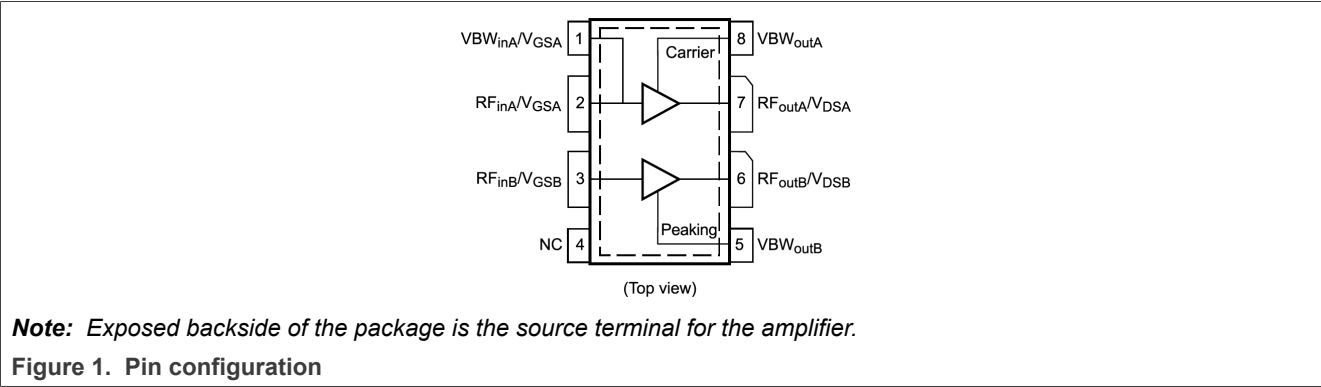 VBWinA/VGSA 1 8 VBWoutA
Carrier
RFinA/VGSA 2 7 RFoutA/VDSA
RFinB/VGSB 3 6 RFoutB/VDSB
Peaking
NC 4 5 VBWoutB
(Top view)
Note: Exposed backside of the package is the source terminal for the amplifier.
Figure 1. Pin configuration